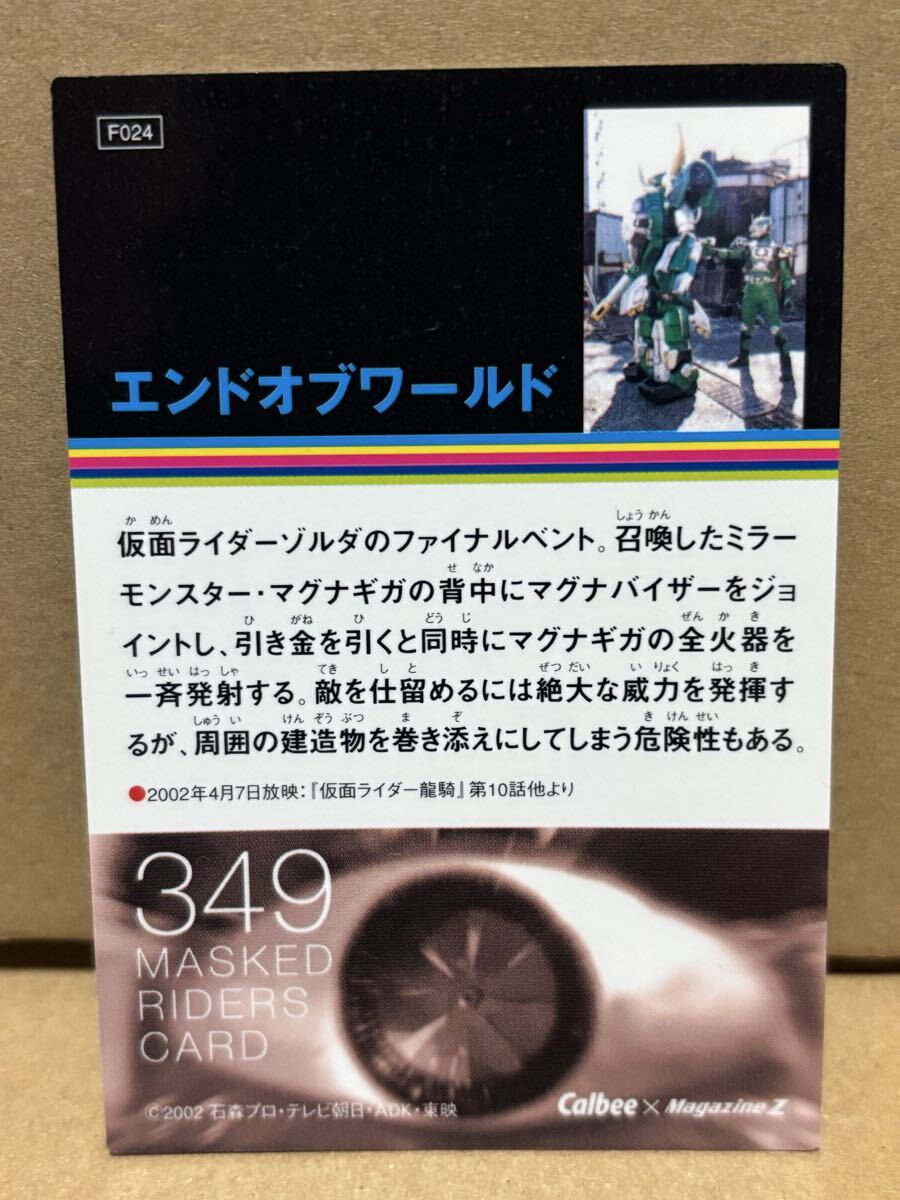 F024
エンドオブワールド
仮面ライダーゾルダのファイナルベント。召喚したミラー
モンスター・マグナギガの背中にマグナバイザーをジョ
イントし、引き金を引くと同時にマグナギガの全火器を
一斉発射する。敵を仕留めるには絶大な威力を発揮す
るが、周囲の建造物を巻き添えにしてしまう危険性もある。
●2002年4月7日放映：『仮面ライダー龍騎』第10話他より
349
MASKED
RIDERS
CARD
©2002 石森プロ・テレビ朝日・ADK・東映
Calbee × Magazine Z